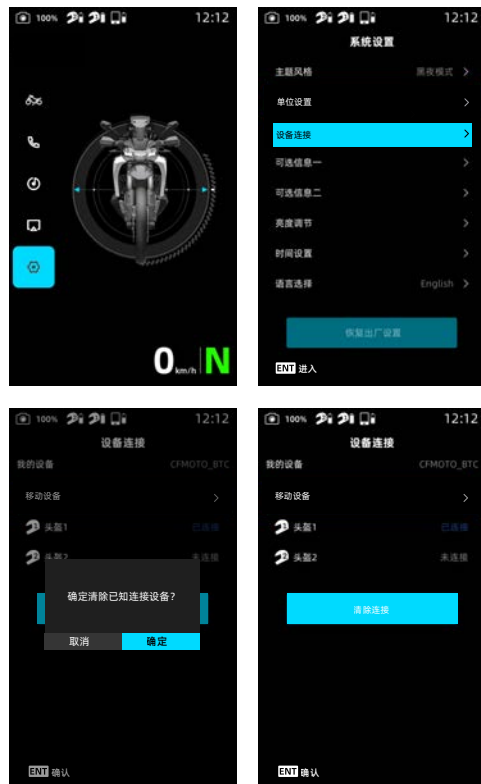 100%
12:12
0 km/h N
100%
12:12
系统设置
主题风格 黑夜模式
单位设置
设备连接
可选信息一
可选信息二
亮度调节
时间设置
语言选择 English
恢复出厂设置
ENT 进入
100%
12:12
设备连接
我的设备 CFMOTO_BTC
移动设备
头盔1 已连接
头盔2 未连接
确定清除已知连接设备?
取消 确定
ENT 确认
100%
12:12
设备连接
我的设备 CFMOTO_BTC
移动设备
头盔1 已连接
头盔2 未连接
清除连接
ENT 确认